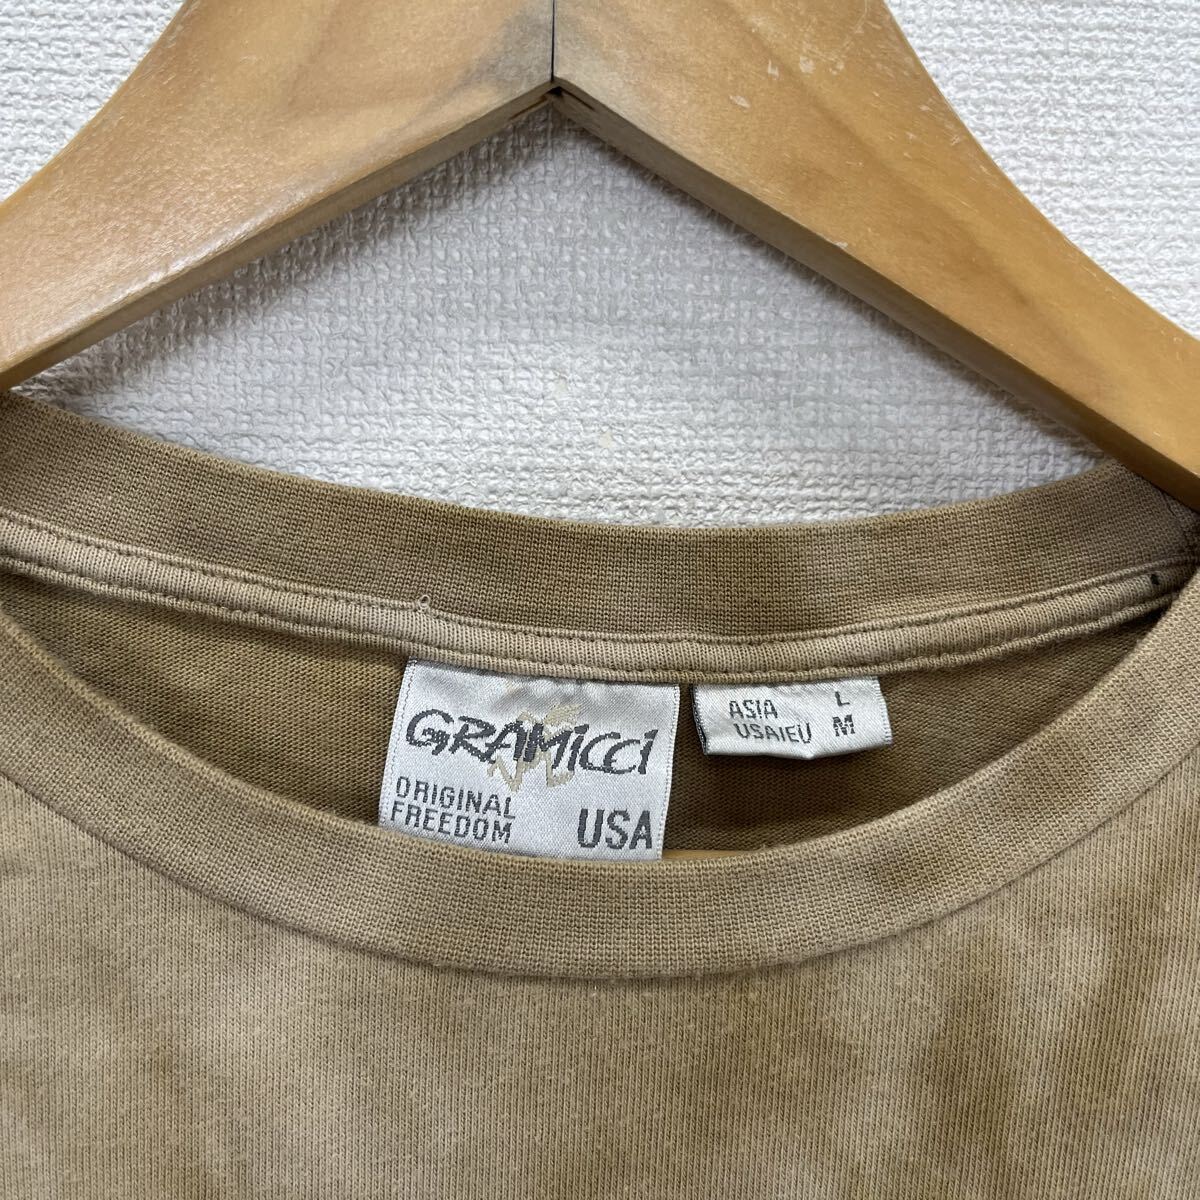 GRAMICCI
ORIGINAL
FREEDOM
USA
ASIA L
USA/EU M